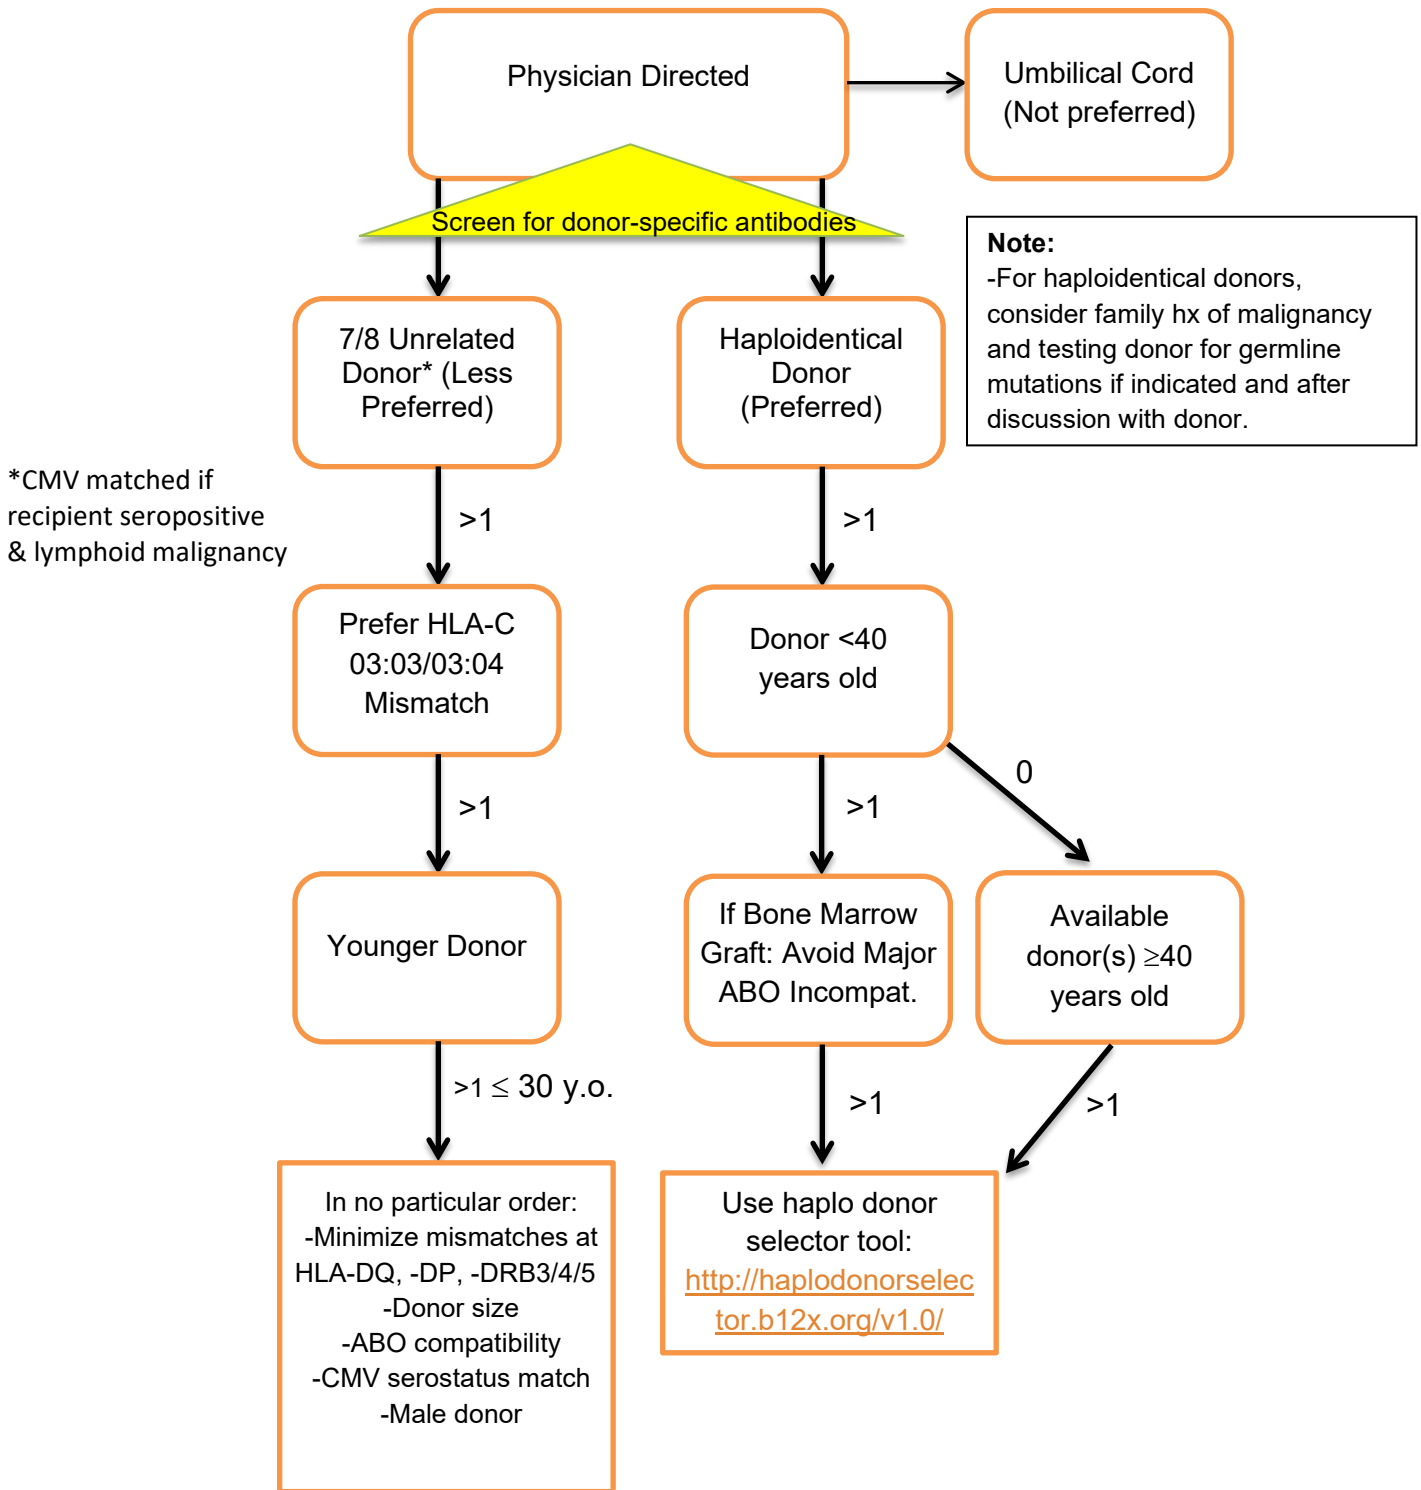 Physician Directed
Umbilical Cord
(Not preferred)
Screen for donor-specific antibodies
Note:
-For haploidentical donors,
consider family hx of malignancy
and testing donor for germline
mutations if indicated and after
discussion with donor.
7/8 Unrelated
Donor* (Less
Preferred)
Haploidentical
Donor
(Preferred)
*CMV matched if
recipient seropositive
& lymphoid malignancy
>1
>1
Prefer HLA-C
03:03/03:04
Mismatch
Donor <40
years old
>1
>1
0
Younger Donor
If Bone Marrow
Graft: Avoid Major
ABO Incompat.
Available
donor(s) ≥40
years old
>1 ≤ 30 y.o.
>1
>1
In no particular order:
-Minimize mismatches at
HLA-DQ, -DP, -DRB3/4/5
-Donor size
-ABO compatibility
-CMV serostatus match
-Male donor
Use haplo donor
selector tool:
http://haplodonorselec
tor.b12x.org/v1.0/